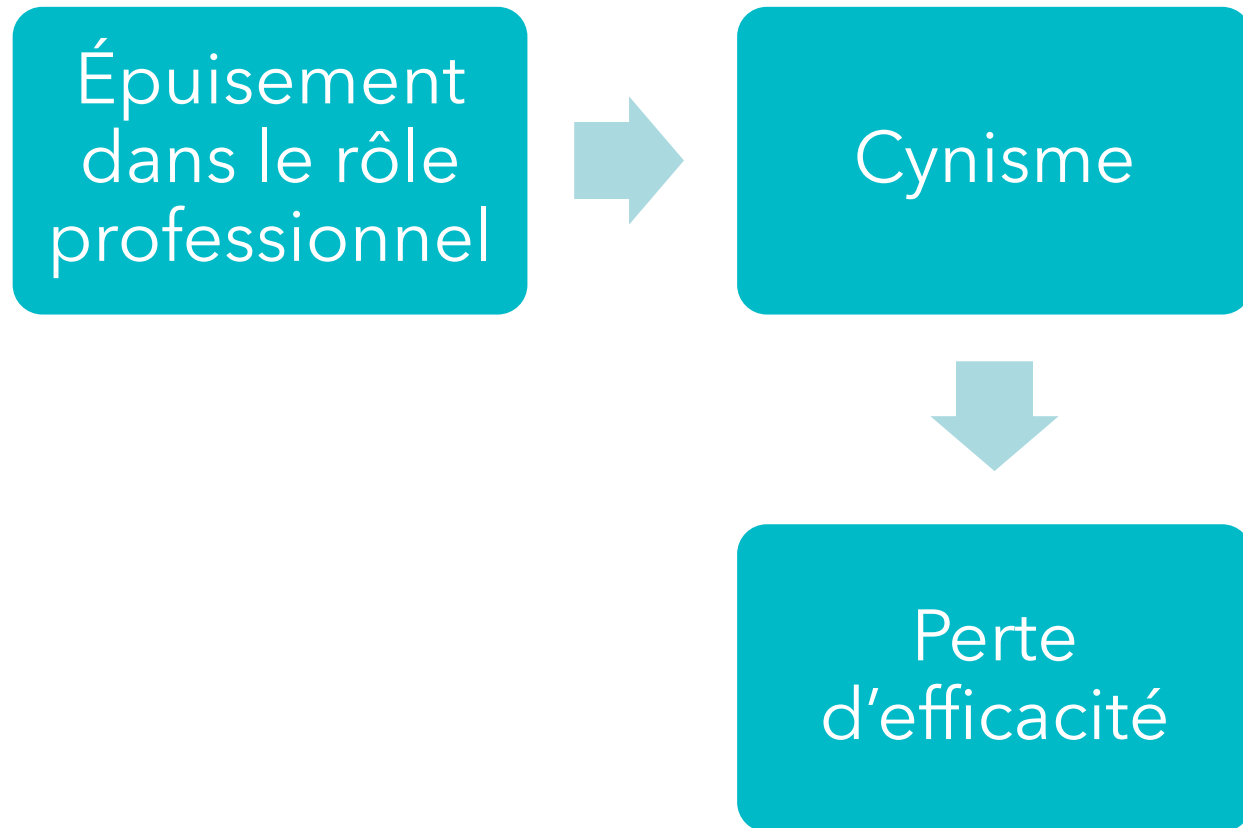 Épuisement
dans le rôle
professionnel
Cynisme
Perte
d’efficacité